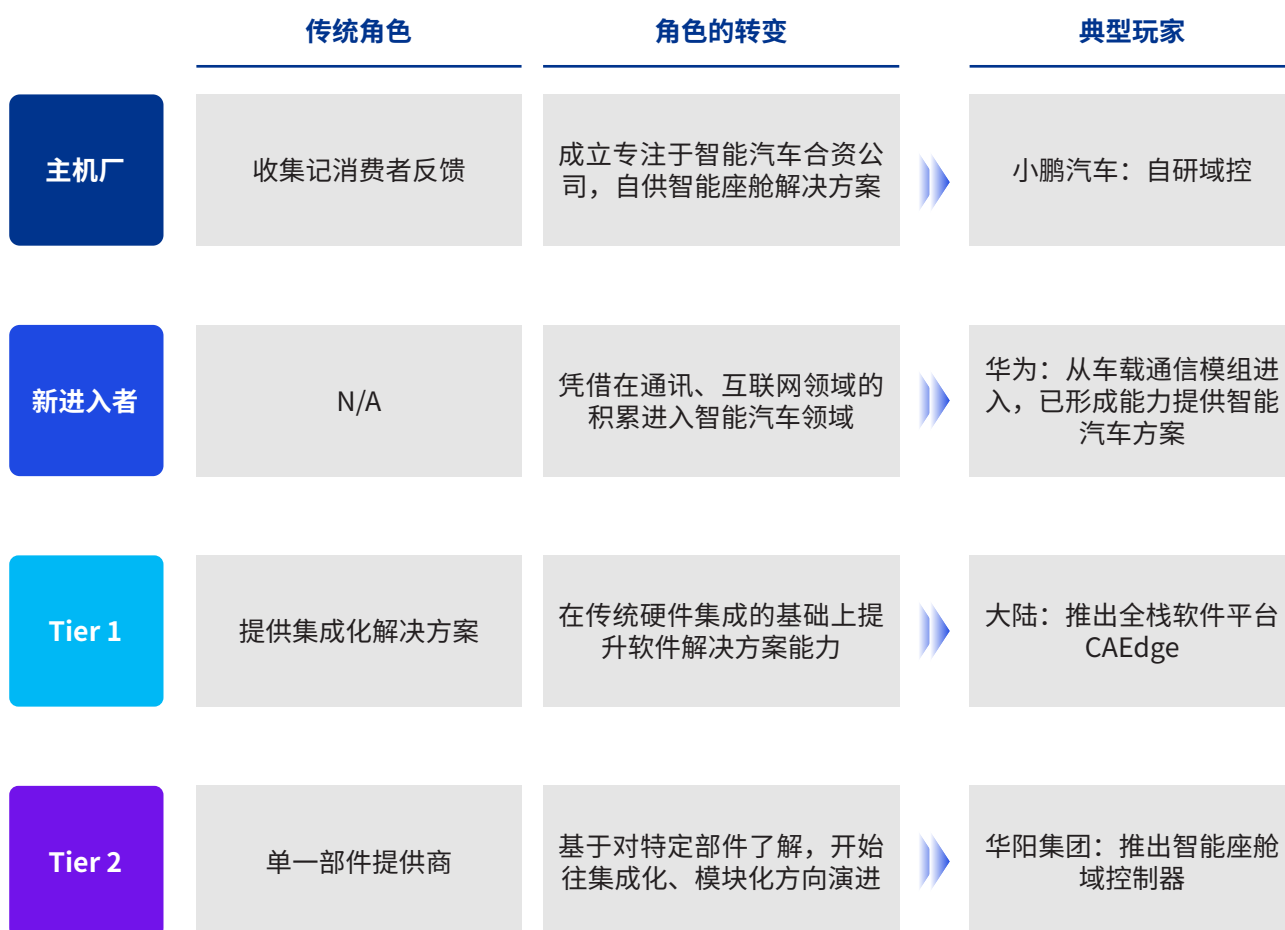 传统角色
角色的转变
典型玩家
主机厂
收集记消费者反馈
成立专注于智能汽车合资公
司，自供智能座舱解决方案
小鹏汽车：自研域控
新进入者
N/A
凭借在通讯、互联网领域的
积累进入智能汽车领域
华为：从车载通信模组进
入，已形成能力提供智能
汽车方案
Tier 1
提供集成化解决方案
在传统硬件集成的基础上提
升软件解决方案能力
大陆：推出全栈软件平台
CAEdge
Tier 2
单一部件提供商
基于对特定部件了解，开始
往集成化、模块化方向演进
华阳集团：推出智能座舱
域控制器